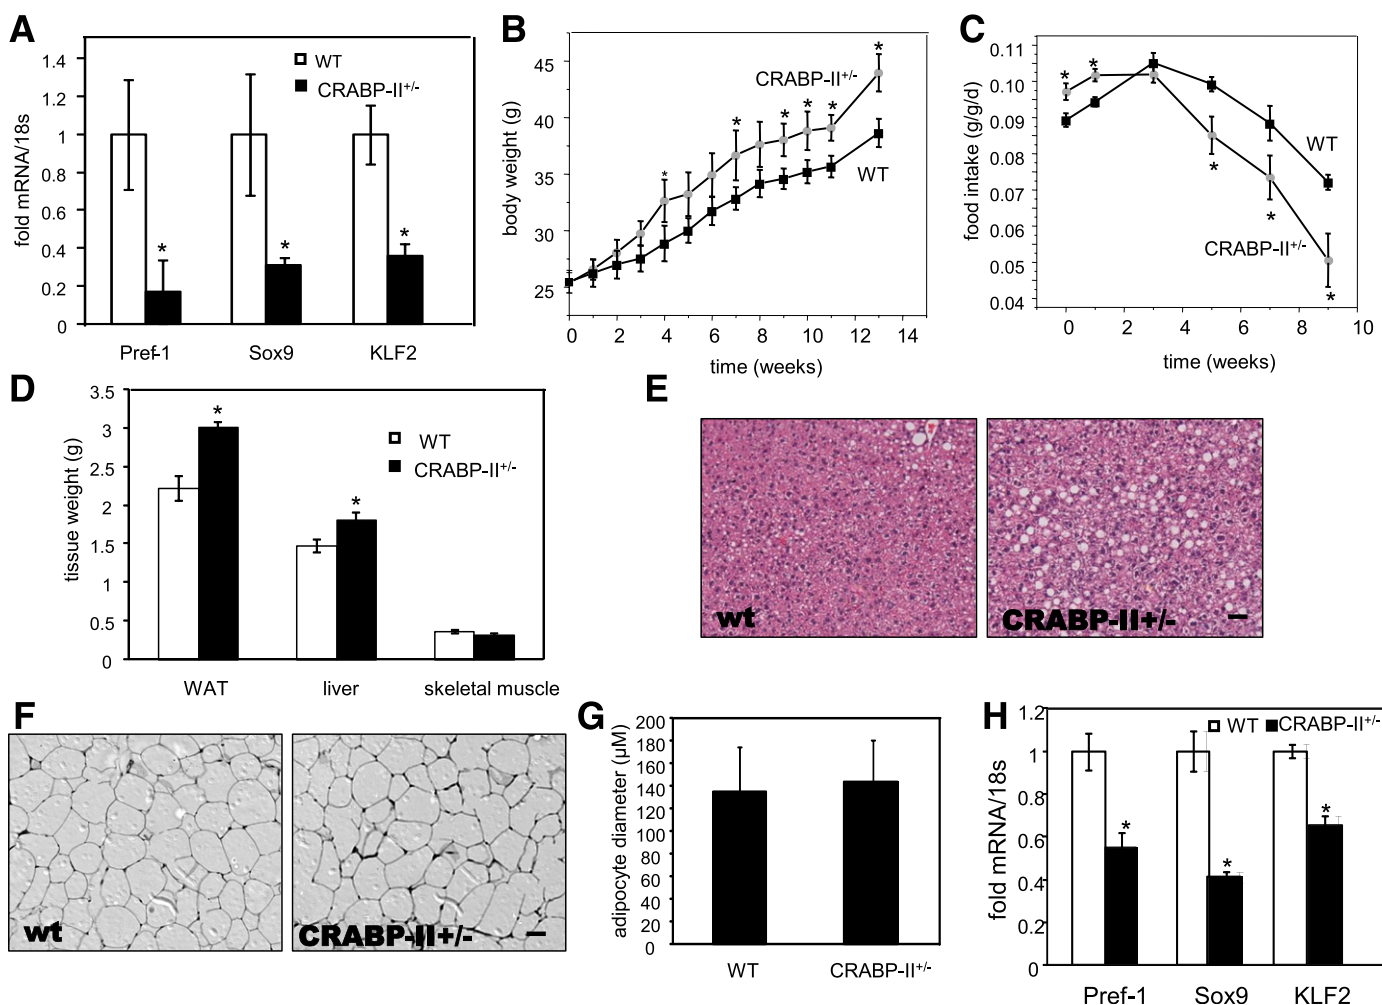 A
fold mRNA/18s
1.4
1.2
1
0.8
0.6
0.4
0.2
0
WT
CRABP-II+/-
*
*
*
Pref-1 Sox9 KLF2
B
body weight (g)
45
40
35
30
25
CRABP-II+/-
WT
* * * * * *
0 2 4 6 8 10 12 14
time (weeks)
C
food intake (g/g/d)
0.11
0.10
0.09
0.08
0.07
0.06
0.05
0.04
* *
WT
*
*
CRABP-II+/-
*
0 2 4 6 8 10
time (weeks)
D
tissue weight (g)
3.5
3
2.5
2
1.5
1
0.5
0
*
*
WT
CRABP-II+/-
WAT liver skeletal muscle
E
wt
CRABP-II+/-
F
wt
CRABP-II+/-
G
adipocyte diameter (µM)
200
180
160
140
120
100
80
60
40
20
0
WT CRABP-II+/-
H
fold mRNA/18s
1.2
1
0.8
0.6
0.4
0.2
0
WT CRABP-II+/-
*
*
*
Pref-1 Sox9 KLF2